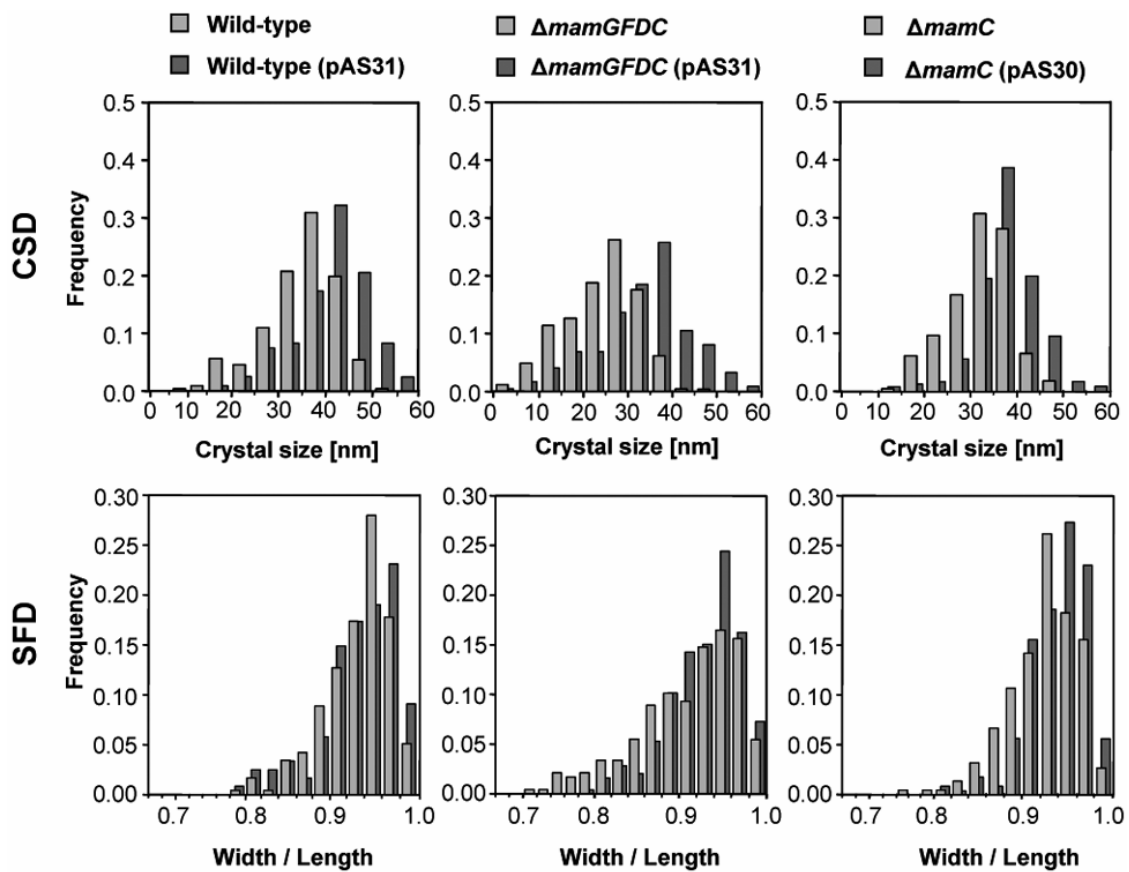 Wild-type
Wild-type (pAS31)
ΔmamGFDC
ΔmamGFDC (pAS31)
ΔmamC
ΔmamC (pAS30)
CSD
Frequency
0.5
0.4
0.3
0.2
0.1
0.0
0 10 20 30 40 50 60
Crystal size [nm]
0.5
0.4
0.3
0.2
0.1
0.0
0 10 20 30 40 50 60
Crystal size [nm]
0.5
0.4
0.3
0.2
0.1
0.0
0 10 20 30 40 50 60
Crystal size [nm]
SFD
Frequency
0.30
0.25
0.20
0.15
0.10
0.05
0.00
0.7 0.8 0.9 1.0
Width / Length
0.30
0.25
0.20
0.15
0.10
0.05
0.00
0.7 0.8 0.9 1.0
Width / Length
0.30
0.25
0.20
0.15
0.10
0.05
0.00
0.7 0.8 0.9 1.0
Width / Length